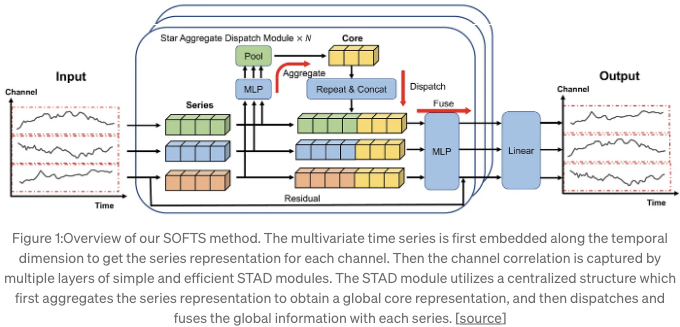 Star Aggregate Dispatch Module × N
Core
Pool
Input
Output
Aggregate
Channel
Channel
MLP
Repeat & Concat
Dispatch
Series
Fuse
MLP
Linear
Residual
Time
Time
Figure 1:Overview of our SOFTS method. The multivariate time series is first embedded along the temporal
dimension to get the series representation for each channel. Then the channel correlation is captured by
multiple layers of simple and efficient STAD modules. The STAD module utilizes a centralized structure which
first aggregates the series representation to obtain a global core representation, and then dispatches and
fuses the global information with each series. [source]